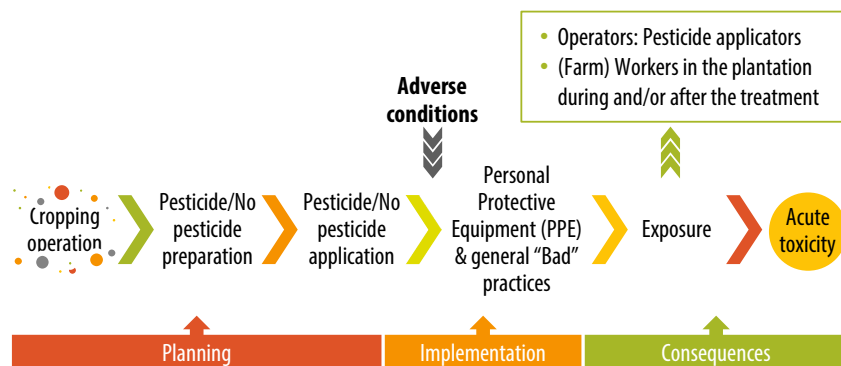 • Operators: Pesticide applicators
• (Farm) Workers in the plantation
during and/or after the treatment
Adverse
conditions
Cropping
operation
Pesticide/No
pesticide
preparation
Pesticide/No
pesticide
application
Personal
Protective
Equipment (PPE)
& general “Bad”
practices
Exposure
Acute
toxicity
Planning
Implementation
Consequences